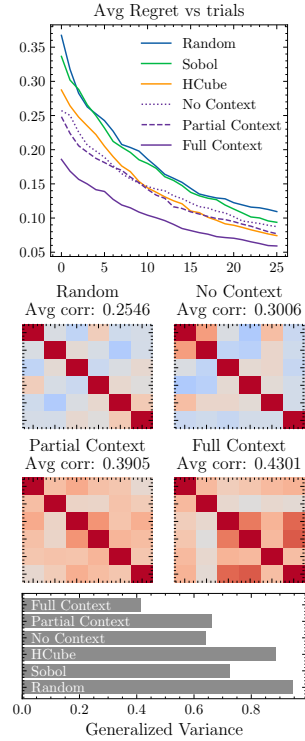 Avg Regret vs trials
0.35
0.30
0.25
0.20
0.15
0.10
0.05
Random
Sobol
HCube
No Context
Partial Context
Full Context
0 5 10 15 20 25
Random
Avg corr: 0.2546
No Context
Avg corr: 0.3006
Partial Context
Avg corr: 0.3905
Full Context
Avg corr: 0.4301
Full Context
Partial Context
No Context
HCube
Sobol
Random
0.0 0.2 0.4 0.6 0.8
Generalized Variance